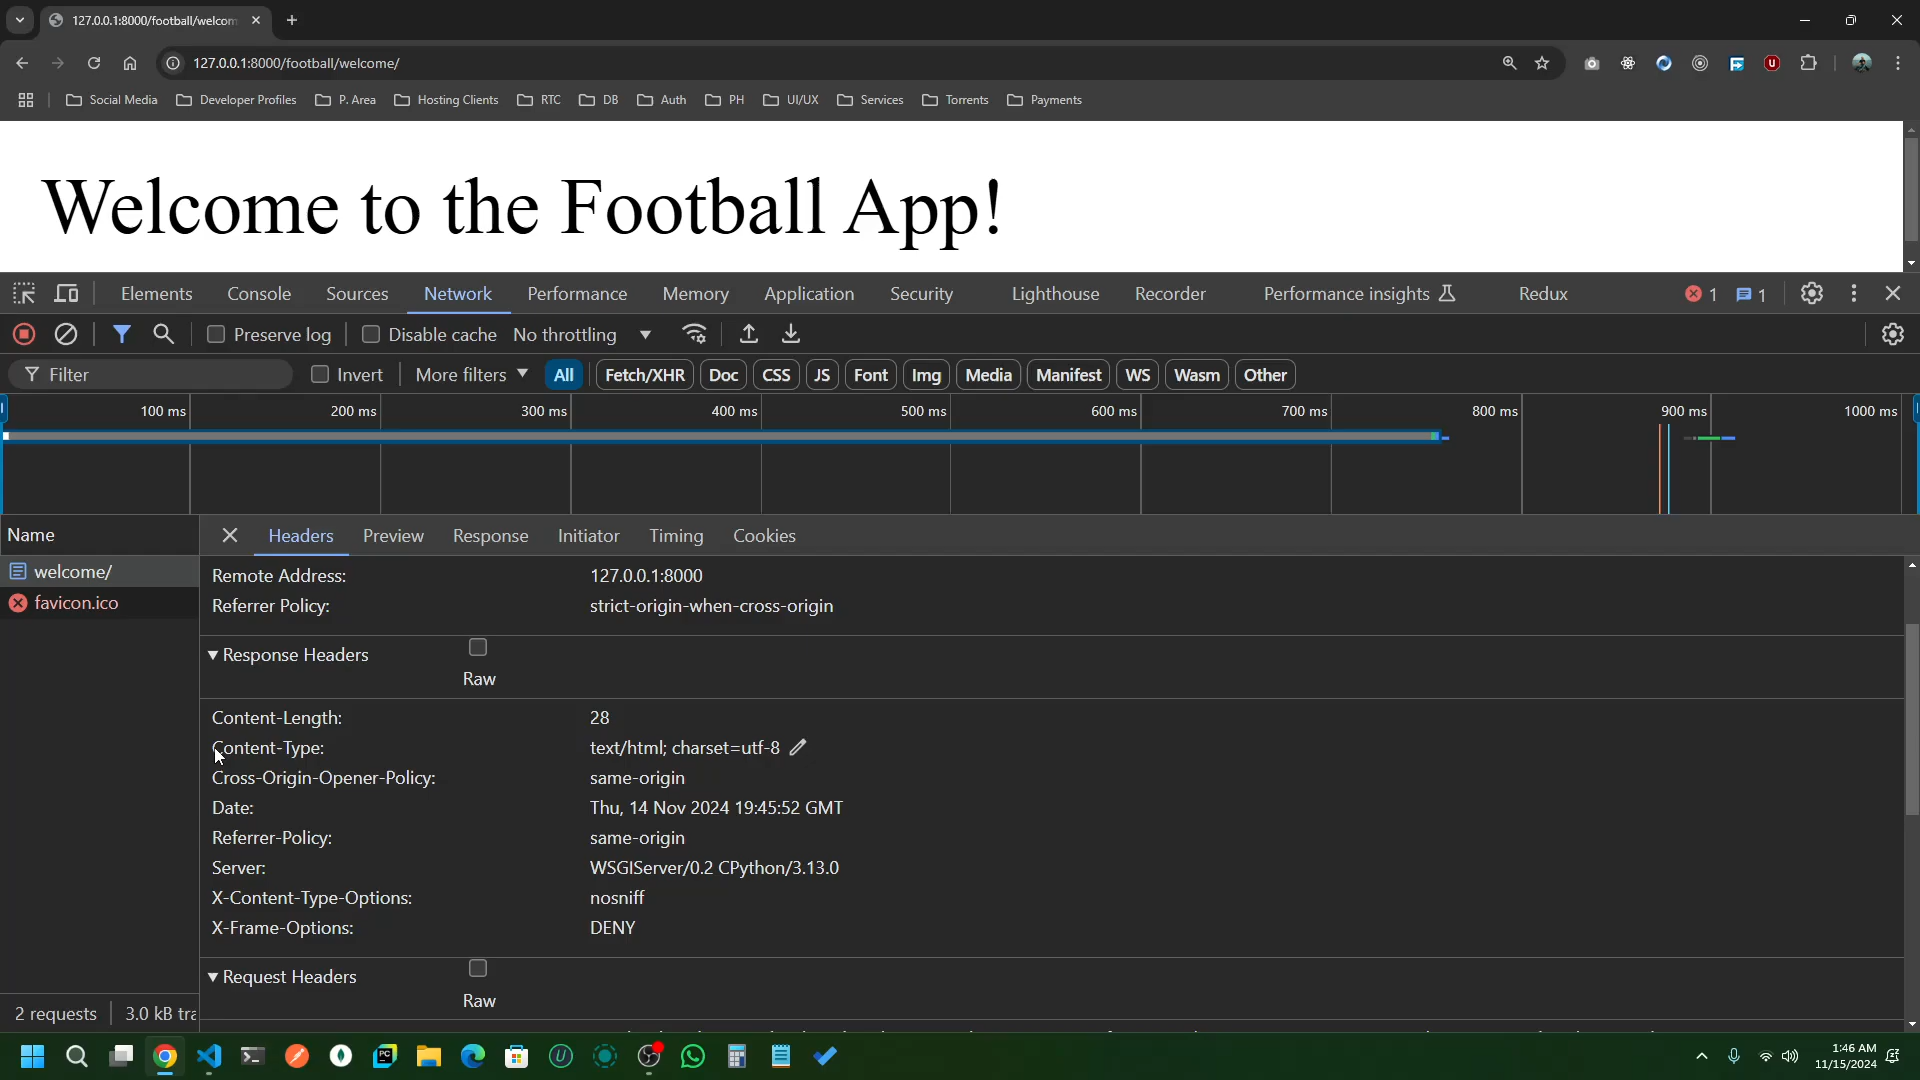 127.0.0.1:8000/football/welcom
127.0.0.1:8000/football/welcome/
Social Media Developer Profiles P. Area Hosting Clients RTC DB Auth PH UI/UX Services Torrents Payments
Welcome to the Football App!
Elements Console Sources Network Performance Memory Application Security Lighthouse Recorder Performance insights Redux 1 1
Preserve log Disable cache No throttling
Filter Invert More filters All Fetch/XHR Doc CSS JS Font Img Media Manifest WS Wasm Other
100 ms 200 ms 300 ms 400 ms 500 ms 600 ms 700 ms 800 ms 900 ms 1000 ms
Name Headers Preview Response Initiator Timing Cookies
welcome/
favicon.ico
Remote Address: 127.0.0.1:8000
Referrer Policy: strict-origin-when-cross-origin
Response Headers
Raw
Content-Length: 28
Content-Type: text/html; charset=utf-8
Cross-Origin-Opener-Policy: same-origin
Date: Thu, 14 Nov 2024 19:45:52 GMT
Referrer-Policy: same-origin
Server: WSGIServer/0.2 CPython/3.13.0
X-Content-Type-Options: nosniff
X-Frame-Options: DENY
Request Headers
Raw
2 requests 3.0 kB tra
1:46 AM
11/15/2024